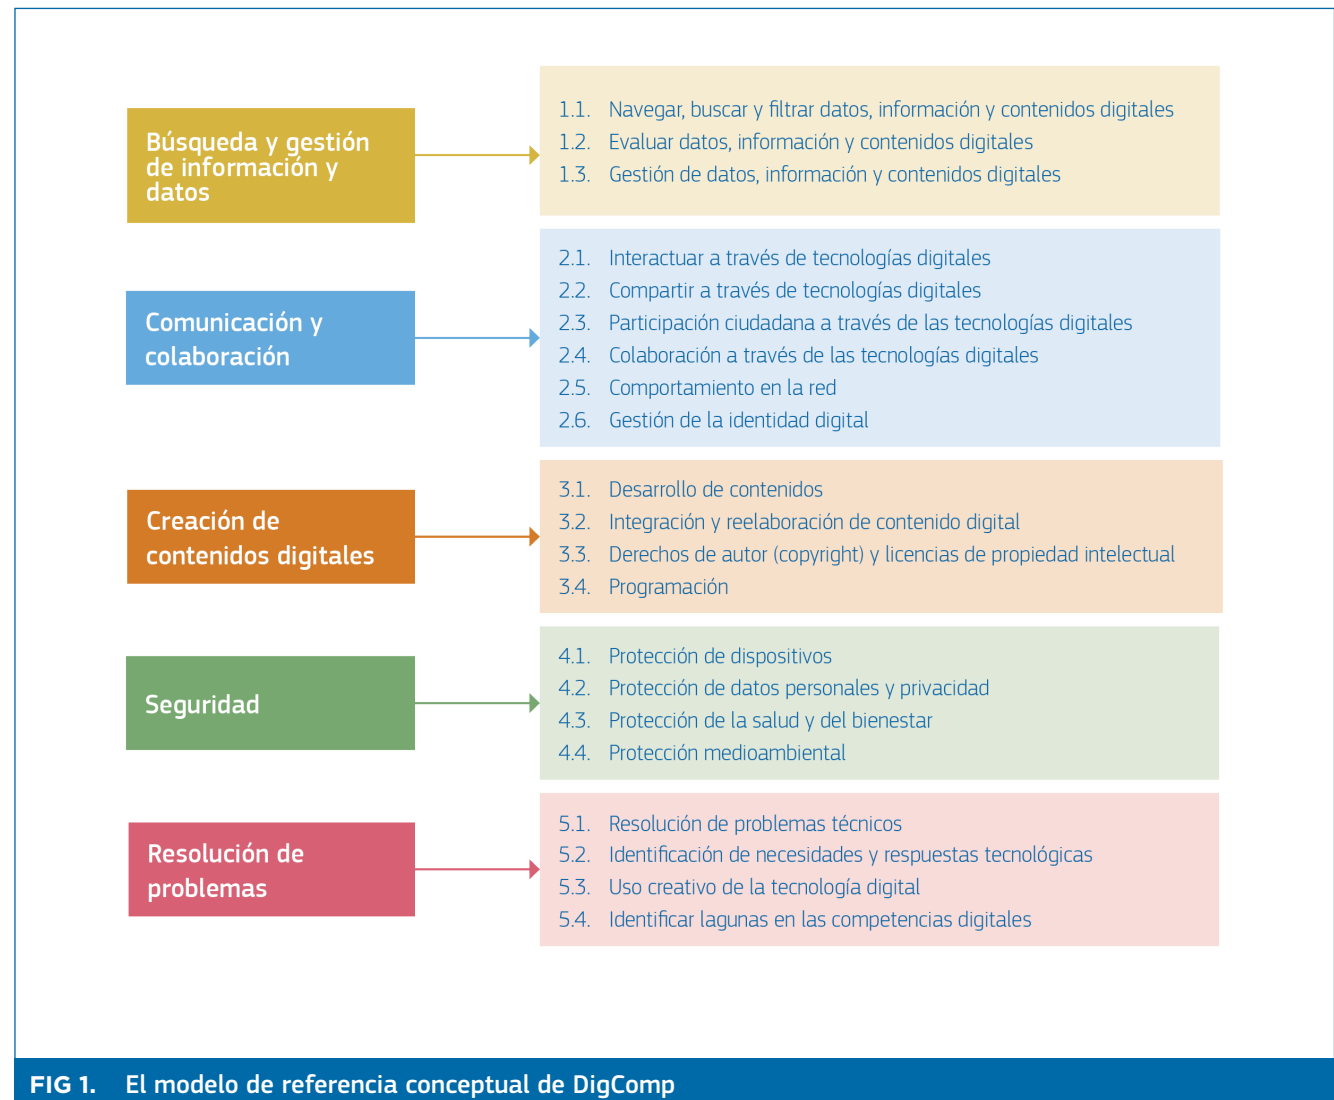 Búsqueda y gestión
de información y
datos
1.1. Navegar, buscar y filtrar datos, información y contenidos digitales
1.2. Evaluar datos, información y contenidos digitales
1.3. Gestión de datos, información y contenidos digitales
Comunicación y
colaboración
2.1. Interactuar a través de tecnologías digitales
2.2. Compartir a través de tecnologías digitales
2.3. Participación ciudadana a través de las tecnologías digitales
2.4. Colaboración a través de las tecnologías digitales
2.5. Comportamiento en la red
2.6. Gestión de la identidad digital
Creación de
contenidos digitales
3.1. Desarrollo de contenidos
3.2. Integración y reelaboración de contenido digital
3.3. Derechos de autor (copyright) y licencias de propiedad intelectual
3.4. Programación
Seguridad
4.1. Protección de dispositivos
4.2. Protección de datos personales y privacidad
4.3. Protección de la salud y del bienestar
4.4. Protección medioambiental
Resolución de
problemas
5.1. Resolución de problemas técnicos
5.2. Identificación de necesidades y respuestas tecnológicas
5.3. Uso creativo de la tecnología digital
5.4. Identificar lagunas en las competencias digitales
FIG 1. El modelo de referencia conceptual de DigComp